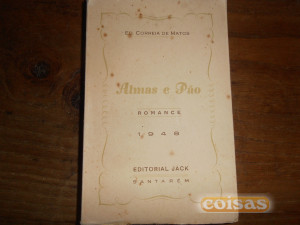 CORREIA DE MATOS
Almas e Pão
ROMANCE
1948
EDITORIAL JACK
SANTARÉM
coisas